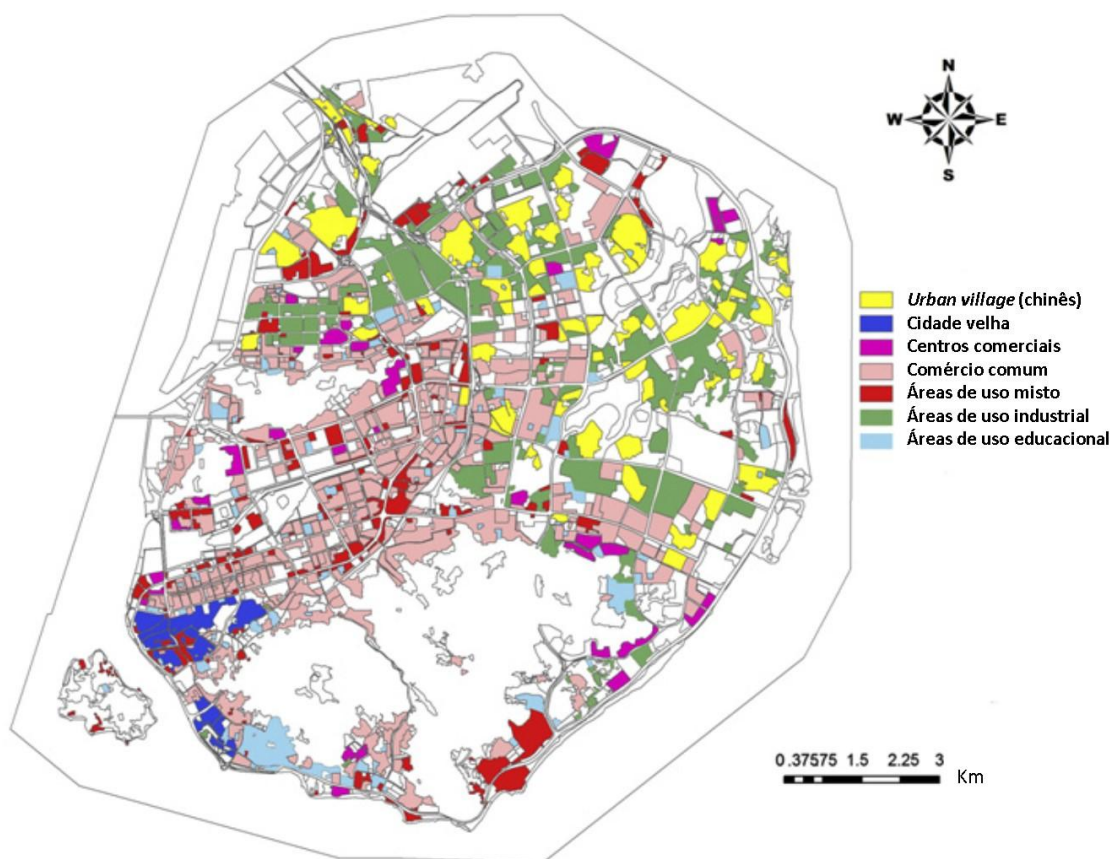 N
W E
S
Urban village (chinês)
Cidade velha
Centros comerciais
Comércio comum
Áreas de uso misto
Áreas de uso industrial
Áreas de uso educacional
0 .37575 1.5 2.25 3
Km